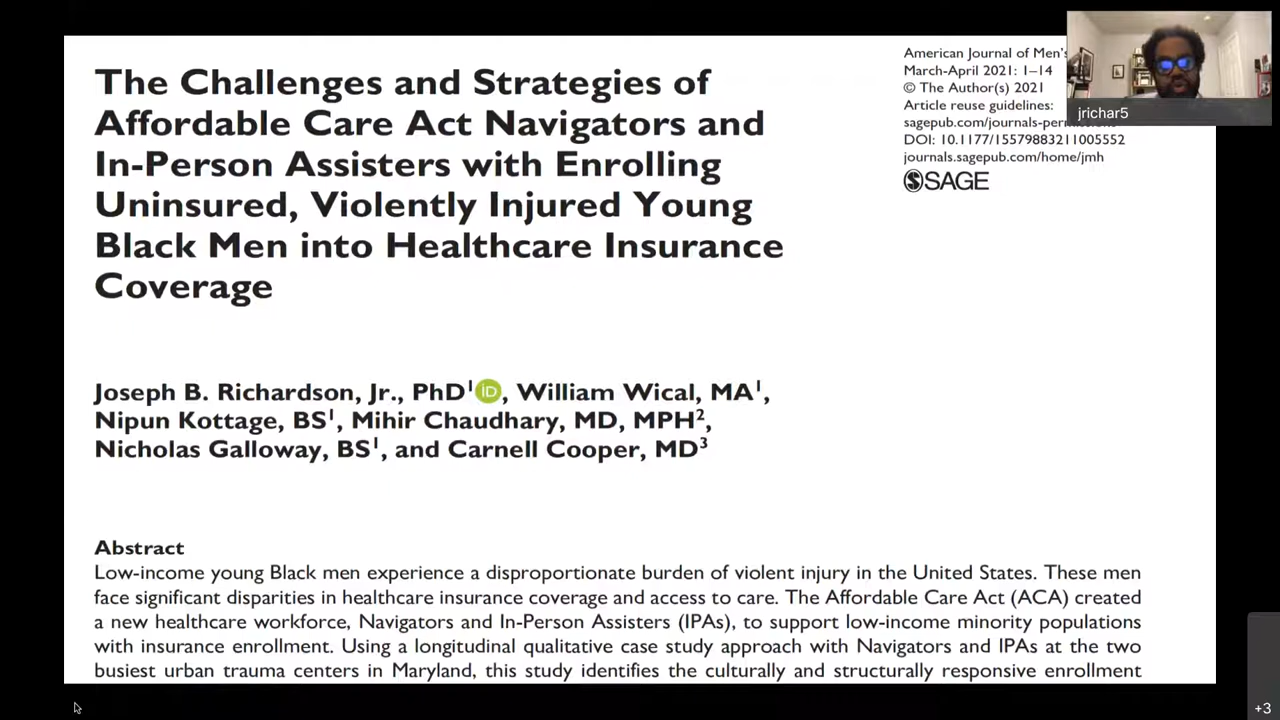 The Challenges and Strategies of
Affordable Care Act Navigators and
In-Person Assisters with Enrolling
Uninsured, Violently Injured Young
Black Men into Healthcare Insurance
Coverage
American Journal of Men's
March-April 2021: 1–14
© The Author(s) 2021
Article reuse guidelines:
sagepub.com/journals-per
DOI: 10.1177/15579883211005552
journals.sagepub.com/home/jmh
SAGE
jrichar5
Joseph B. Richardson, Jr., PhD¹ iD, William Wical, MA¹,
Nipun Kottage, BS¹, Mihir Chaudhary, MD, MPH²,
Nicholas Galloway, BS¹, and Carnell Cooper, MD³
Abstract
Low-income young Black men experience a disproportionate burden of violent injury in the United States. These men
face significant disparities in healthcare insurance coverage and access to care. The Affordable Care Act (ACA) created
a new healthcare workforce, Navigators and In-Person Assisters (IPAs), to support low-income minority populations
with insurance enrollment. Using a longitudinal qualitative case study approach with Navigators and IPAs at the two
busiest urban trauma centers in Maryland, this study identifies the culturally and structurally responsive enrollment
+3